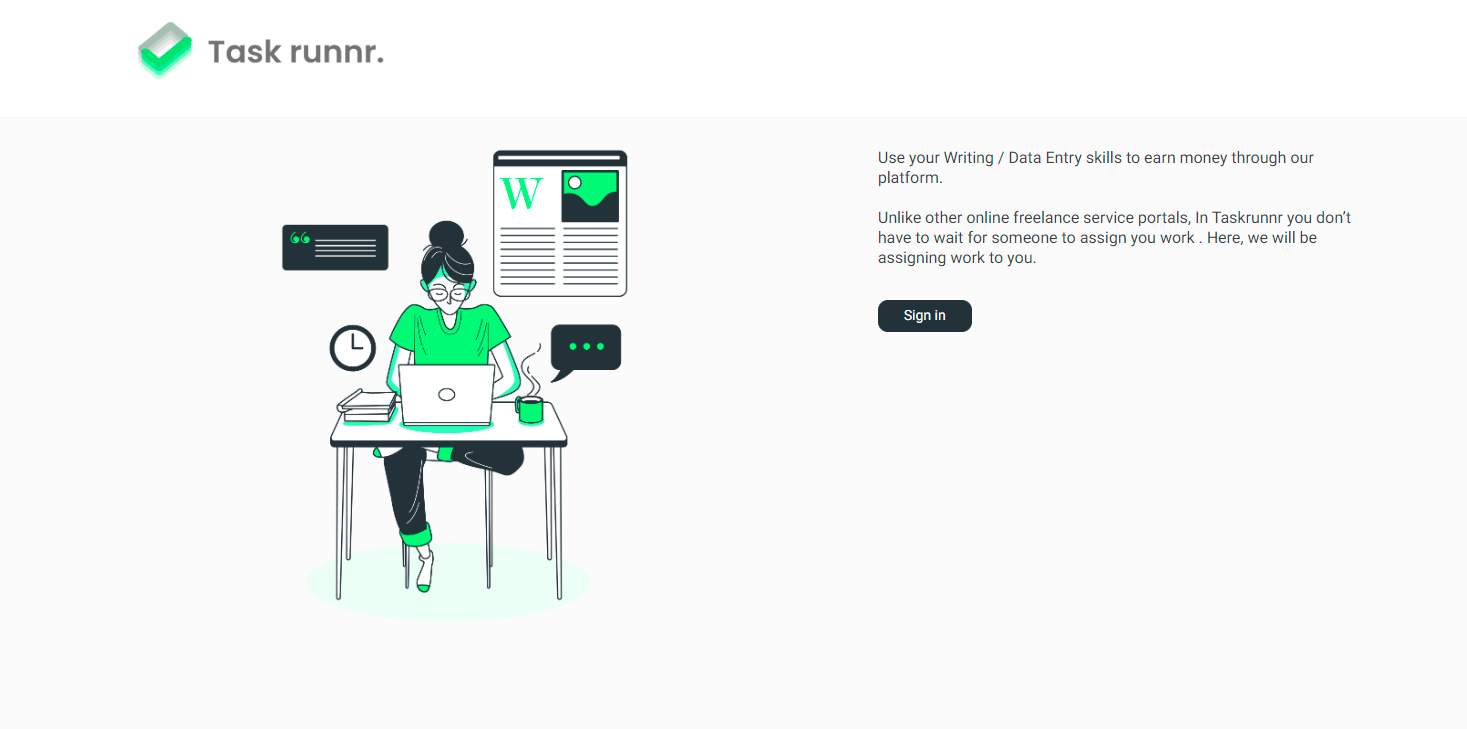 Task runnr.
W
Use your Writing / Data Entry skills to earn money through our
platform.
Unlike other online freelance service portals, In Taskrunnr you don’t
have to wait for someone to assign you work . Here, we will be
assigning work to you.
Sign in